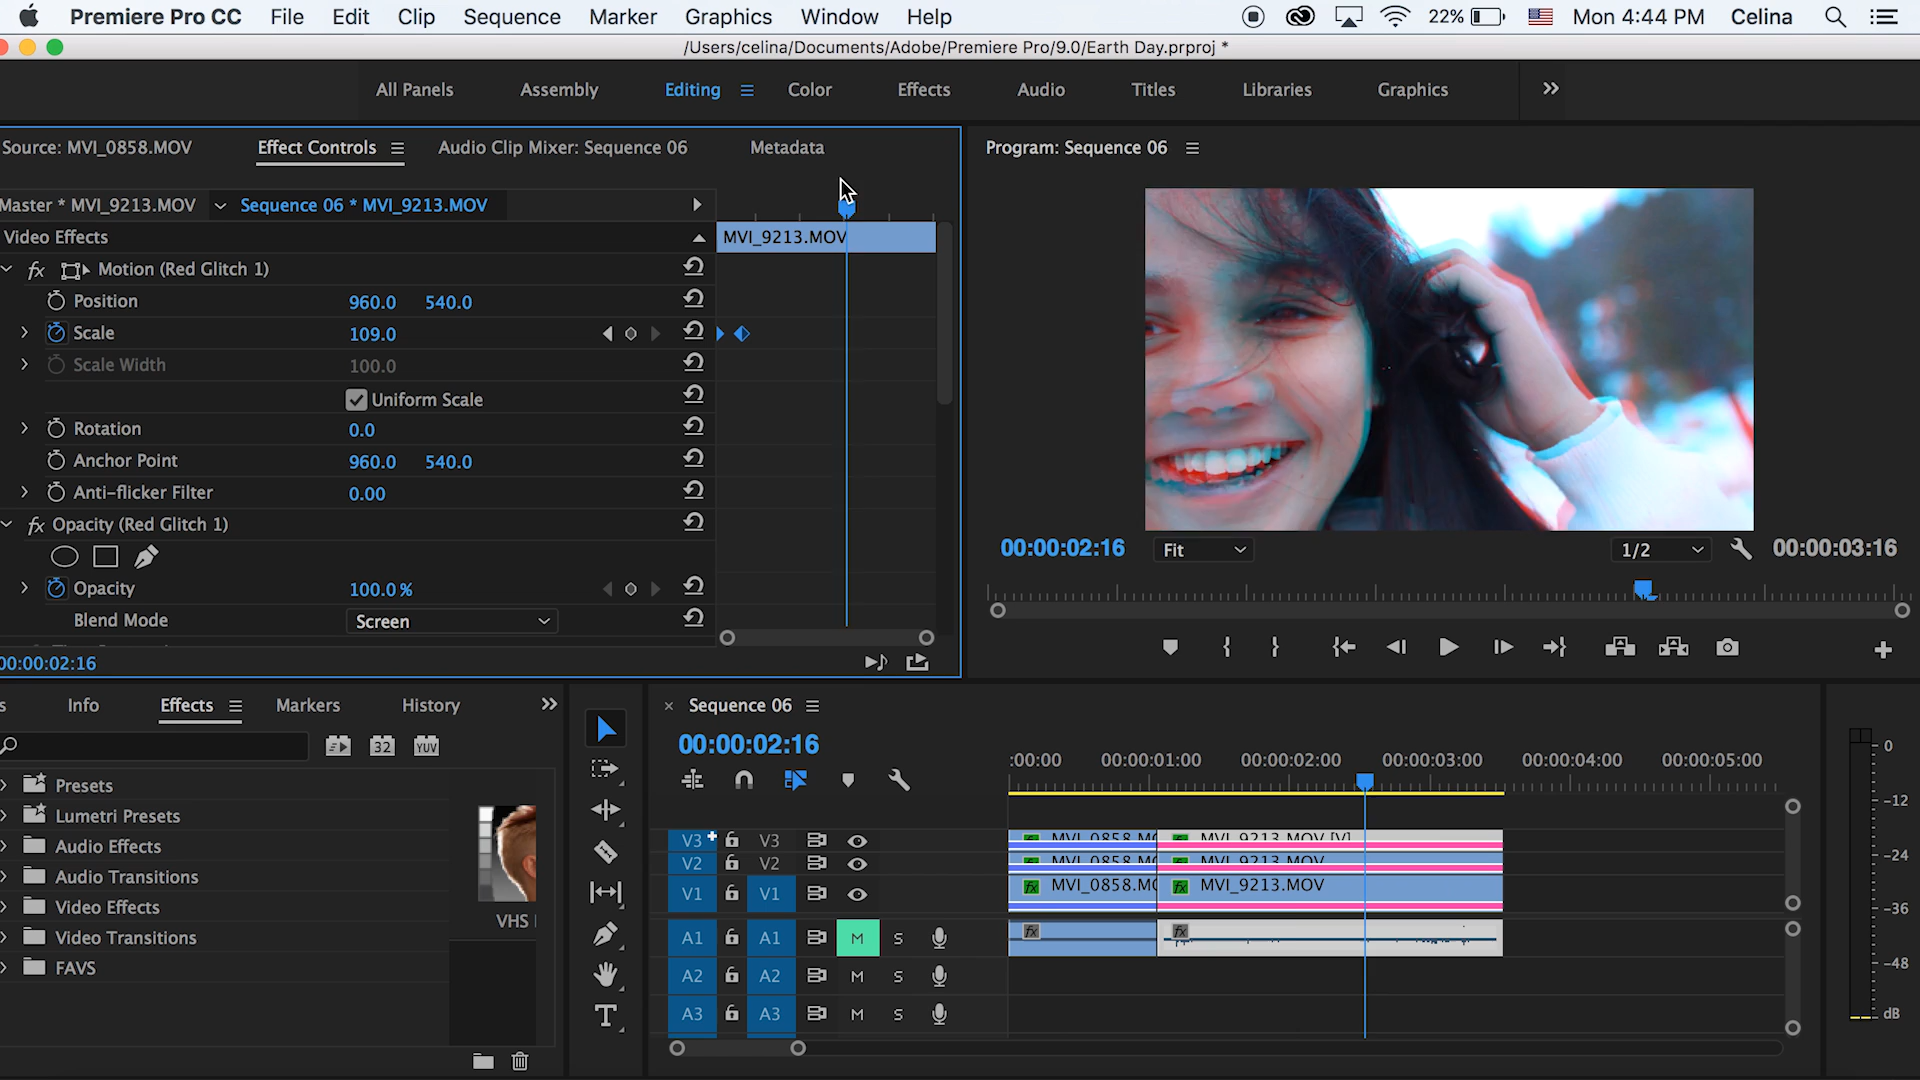 Premiere Pro CC File Edit Clip Sequence Marker Graphics Window Help 22% Mon 4:44 PM Celina
/Users/celina/Documents/Adobe/Premiere Pro/9.0/Earth Day.prproj *
All Panels Assembly Editing Color Effects Audio Titles Libraries Graphics
Source: MVI_0858.MOV Effect Controls Audio Clip Mixer: Sequence 06 Metadata
Program: Sequence 06
Master * MVI_9213.MOV Sequence 06 * MVI_9213.MOV
Video Effects MVI_9213.MOV
fx Motion (Red Glitch 1)
Position 960.0 540.0
Scale 109.0
Scale Width 100.0
Uniform Scale
Rotation 0.0
Anchor Point 960.0 540.0
Anti-flicker Filter 0.00
fx Opacity (Red Glitch 1)
Opacity 100.0 %
Blend Mode Screen
00:00:02:16
00:00:02:16 Fit 1/2 00:00:03:16
s Info Effects Markers History
32 YUV
Presets
Lumetri Presets
Audio Effects
Audio Transitions
Video Effects
Video Transitions
FAVS
VHS
Sequence 06
00:00:02:16
:00:00 00:00:01:00 00:00:02:00 00:00:03:00 00:00:04:00 00:00:05:00
V3 V3 MVI_0858.MO fx MVI_9213.MOV [V]
V2 V2 MVI_0858.MO fx MVI_9213.MOV
V1 V1 fx MVI_0858.MO fx MVI_9213.MOV
A1 A1 M S fx fx
A2 A2 M S
A3 A3 M S
0
-12
-24
-36
-48
dB